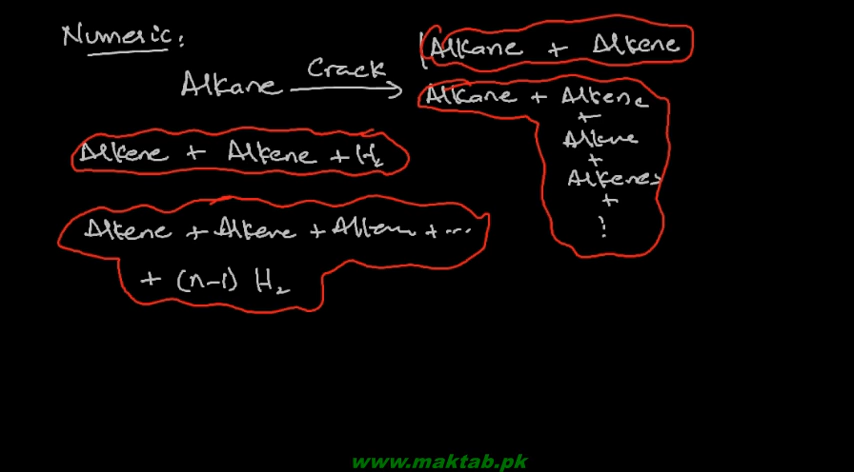 Numeric:
Alkane + Alkene
Alkane Crack
Alkane + Alkene
+
Alkene
+
Alkenes
+
Alkene + Alkene + H₂
Alkene + Alkene + + ...
+ (n-1) H₂
www.maktab.pk